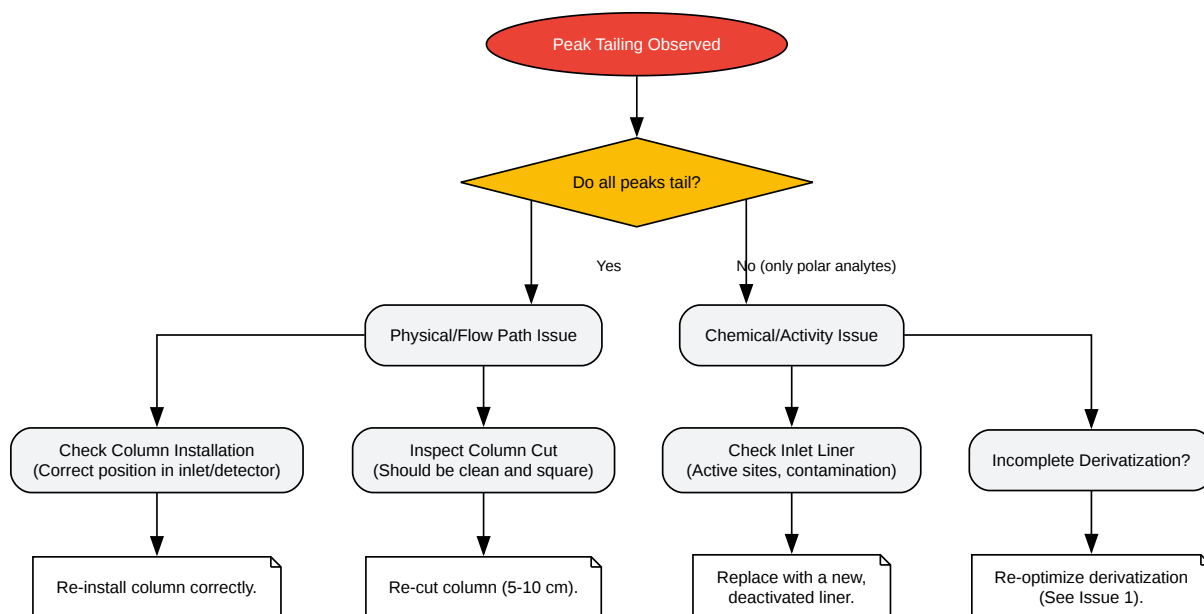 Peak Tailing Observed
Do all peaks tail?
Yes
No (only polar analytes)
Physical/Flow Path Issue
Chemical/Activity Issue
Check Column Installation
(Correct position in inlet/detector)
Inspect Column Cut
(Should be clean and square)
Check Inlet Liner
(Active sites, contamination)
Incomplete Derivatization?
Re-install column correctly.
Re-cut column (5-10 cm).
Replace with a new,
deactivated liner.
Re-optimize derivatization
(See Issue 1).